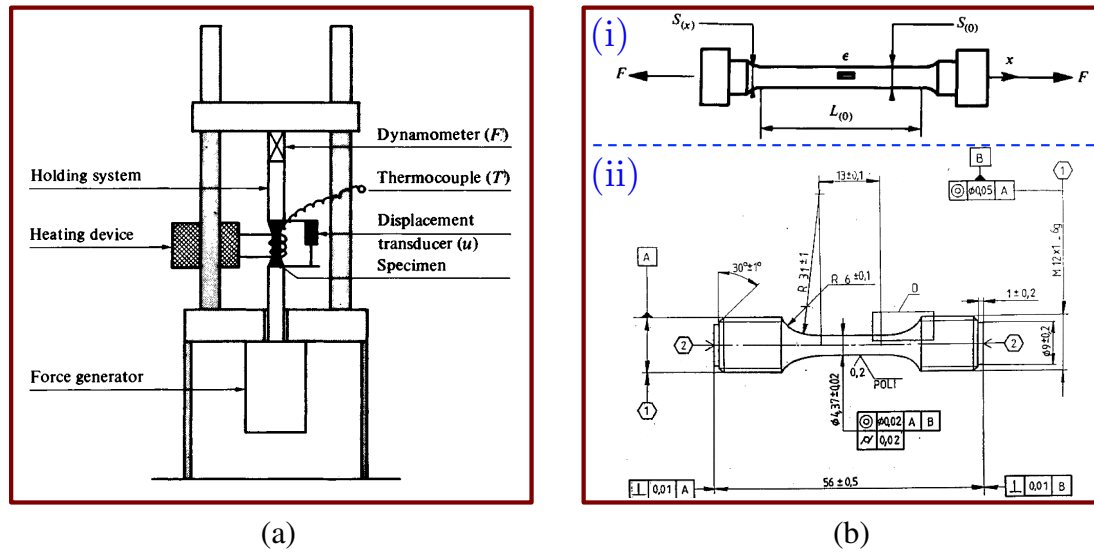 Dynamometer (F)
Holding system
Thermocouple (T)
Heating device
Displacement
transducer (u)
Specimen
Force generator
(a)
(i)
S(x)
S(0)
ϵ
F
x
F
L(0)
(ii)
13±0,1
B
◎ ϕ0,05 A
1
A
30°±1°
R 31±1
R 6±0,1
D
M12x1_6g
1±0,2
2
2
ϕ9±0,2
0,2
POLI
ϕ4,37±0,02
1
◎ ϕ0,02 A B
⌭ 0,02
⊥ 0,01 A
56±0,5
⊥ 0,01 B
(b)